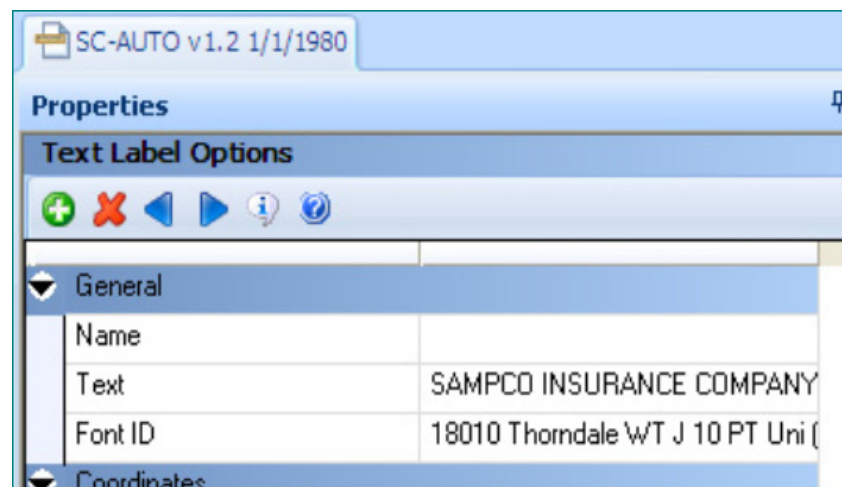 SC-AUTO v1.2 1/1/1980
Properties
Text Label Options
General
Name
Text SAMPCO INSURANCE COMPANY
Font ID 18010 Thorndale WT J 10 PT Uni (
Coordinates